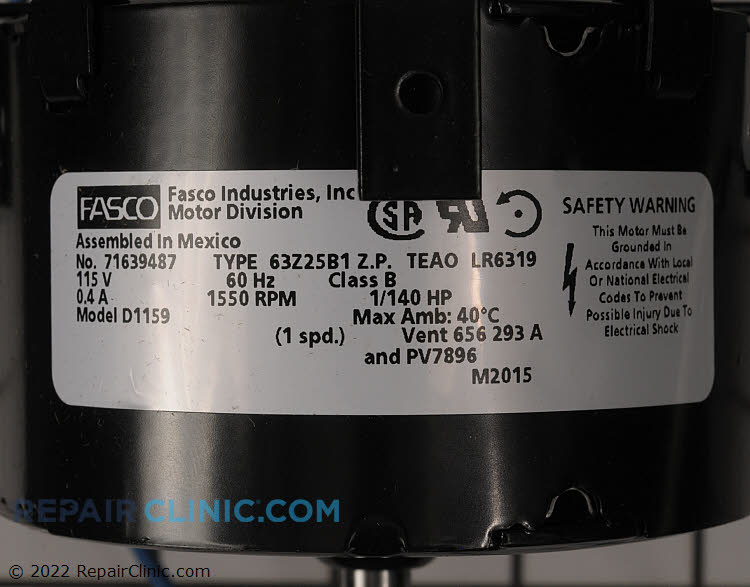 FASCO
Fasco Industries, Inc
Motor Division
Assembled In Mexico
No. 71639487 TYPE 63Z25B1 Z.P. TEAO LR6319
115 V 60 Hz Class B
0.4 A 1550 RPM 1/140 HP
Model D1159 Max Amb: 40°C
(1 spd.) Vent 656 293 A
and PV7896
M2015
SAFETY WARNING
This Motor Must Be
Grounded In
Accordance With Local
Or National Electrical
Codes To Prevent
Possible Injury Due To
Electrical Shock
REPAIRCLINIC.COM
© 2022 RepairClinic.com